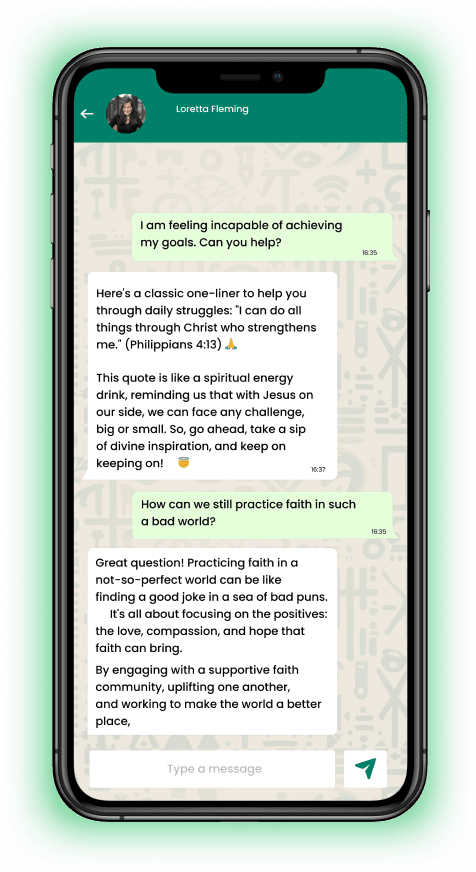 Loretta Fleming
I am feeling incapable of achieving
my goals. Can you help?
16:35
Here's a classic one-liner to help you
through daily struggles: "I can do all
things through Christ who strengthens
me." (Philippians 4:13) 🙏
This quote is like a spiritual energy
drink, reminding us that with Jesus on
our side, we can face any challenge,
big or small. So, go ahead, take a sip
of divine inspiration, and keep on
keeping on! 😇
16:37
How can we still practice faith in such
a bad world?
16:35
Great question! Practicing faith in a
not-so-perfect world can be like
finding a good joke in a sea of bad puns.
It's all about focusing on the positives:
the love, compassion, and hope that
faith can bring.
By engaging with a supportive faith
community, uplifting one another,
and working to make the world a better
place,
Type a message